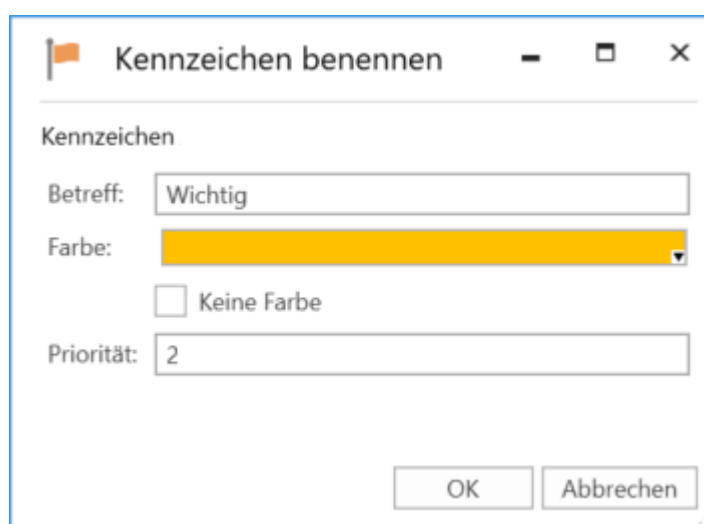 Kennzeichen benennen
Kennzeichen
Betreff: Wichtig
Farbe:
Keine Farbe
Priorität: 2
OK Abbrechen